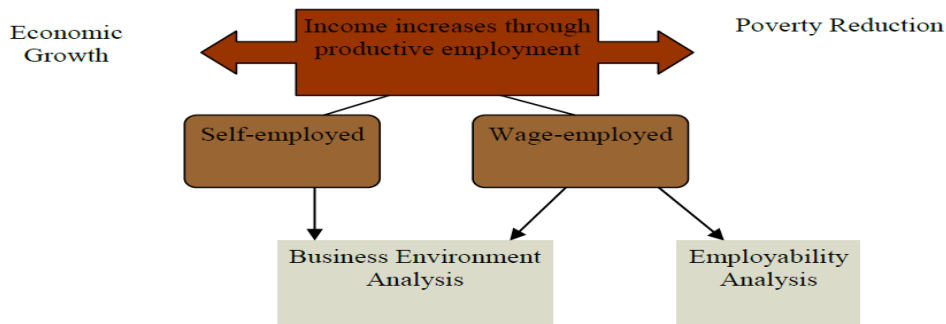 Economic
Growth
Income increases through
productive employment
Poverty Reduction
Self-employed
Wage-employed
Business Environment
Analysis
Employability
Analysis